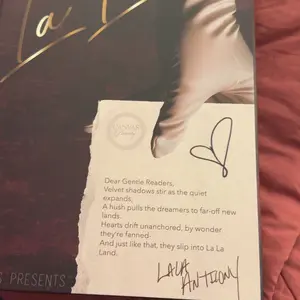 La L
Dear Gentle Readers,
Velvet shadows stir as the quiet
expands,
A hush pulls the dreamers to far-off new
lands.
Hearts drift unanchored, by wonder
they're fanned-
And just like that, they slip into La La
Land.
LALA
ANTHONY
PRESENTS